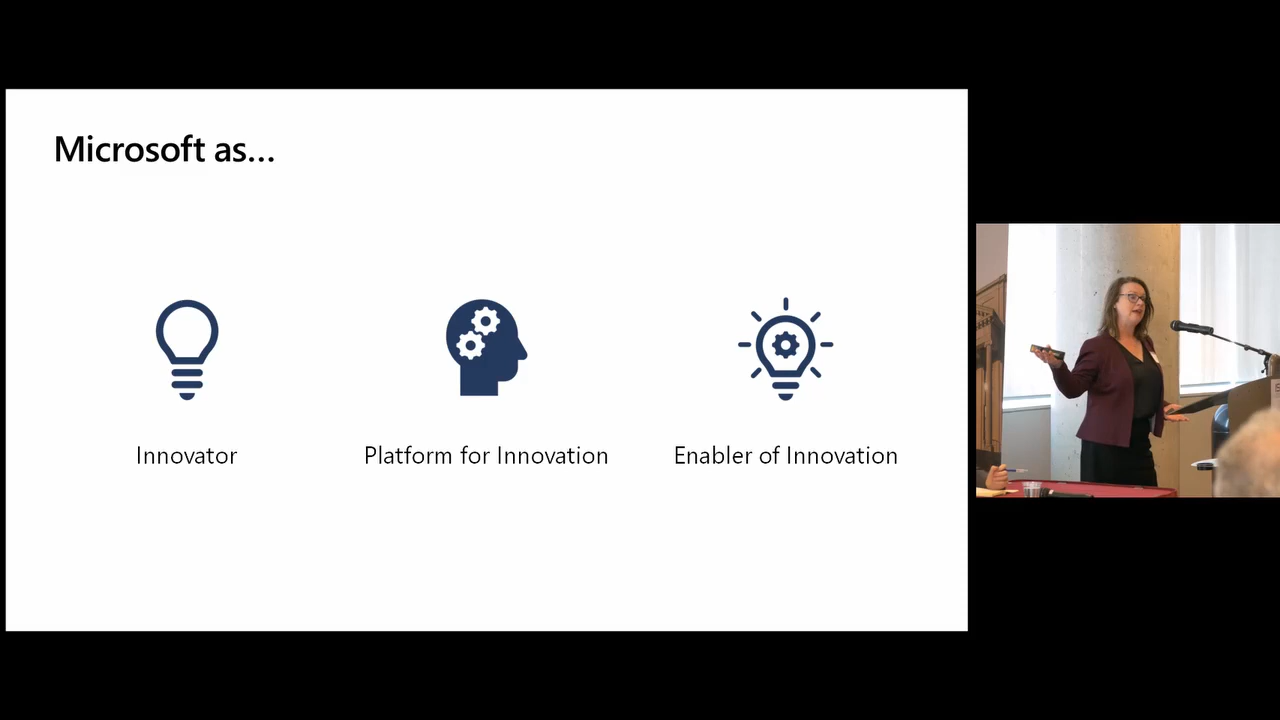 Microsoft as...
Innovator
Platform for Innovation
Enabler of Innovation